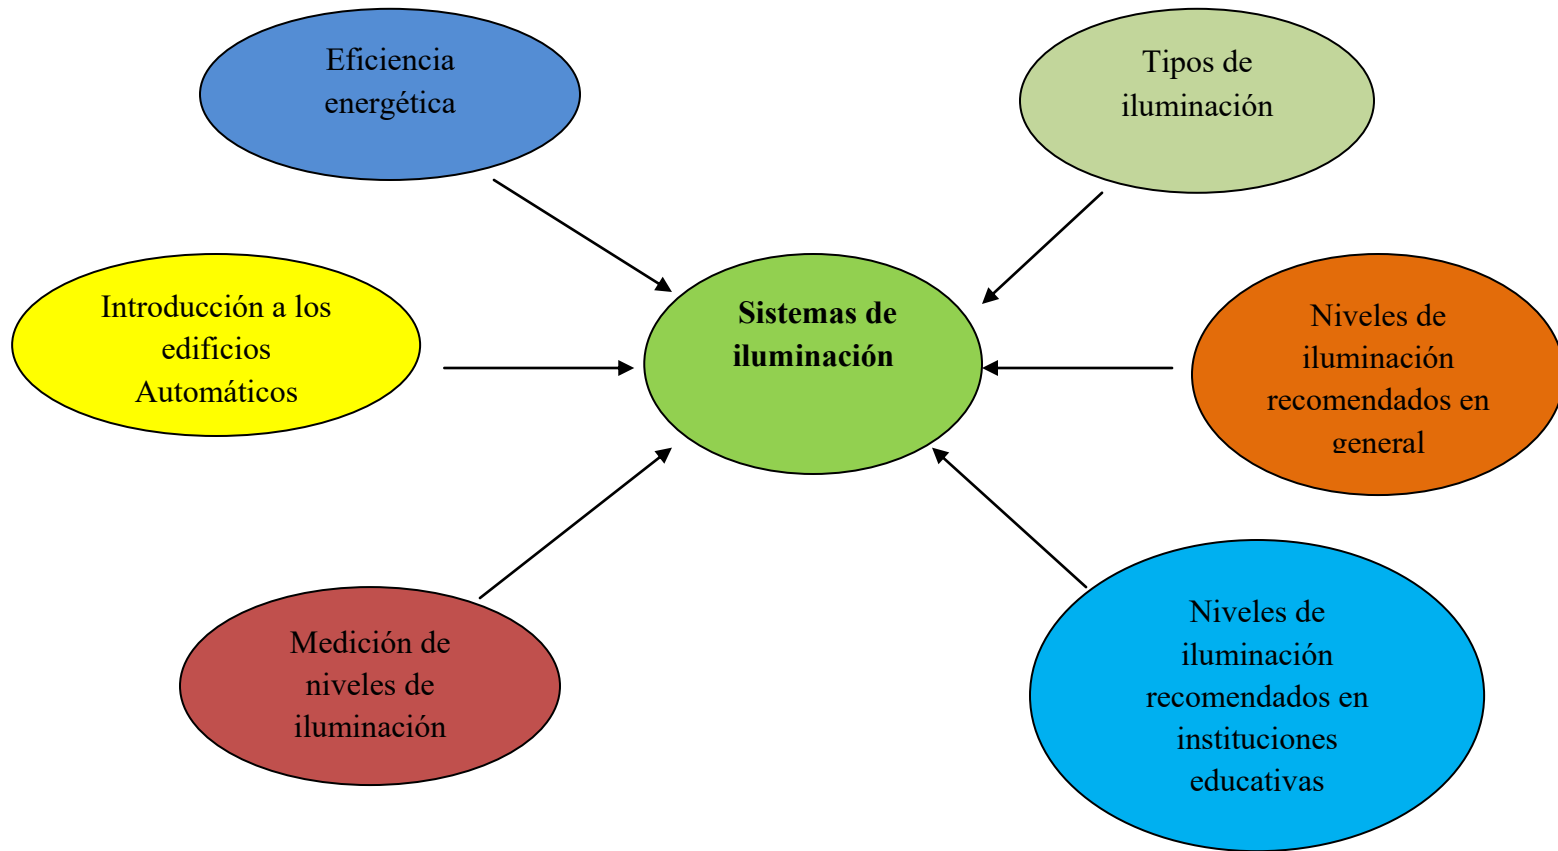 Eficiencia
energética
Tipos de
iluminación
Introducción a los
edificios
Automáticos
Sistemas de
iluminación
Niveles de
iluminación
recomendados en
general
Medición de
niveles de
iluminación
Niveles de
iluminación
recomendados en
instituciones
educativas